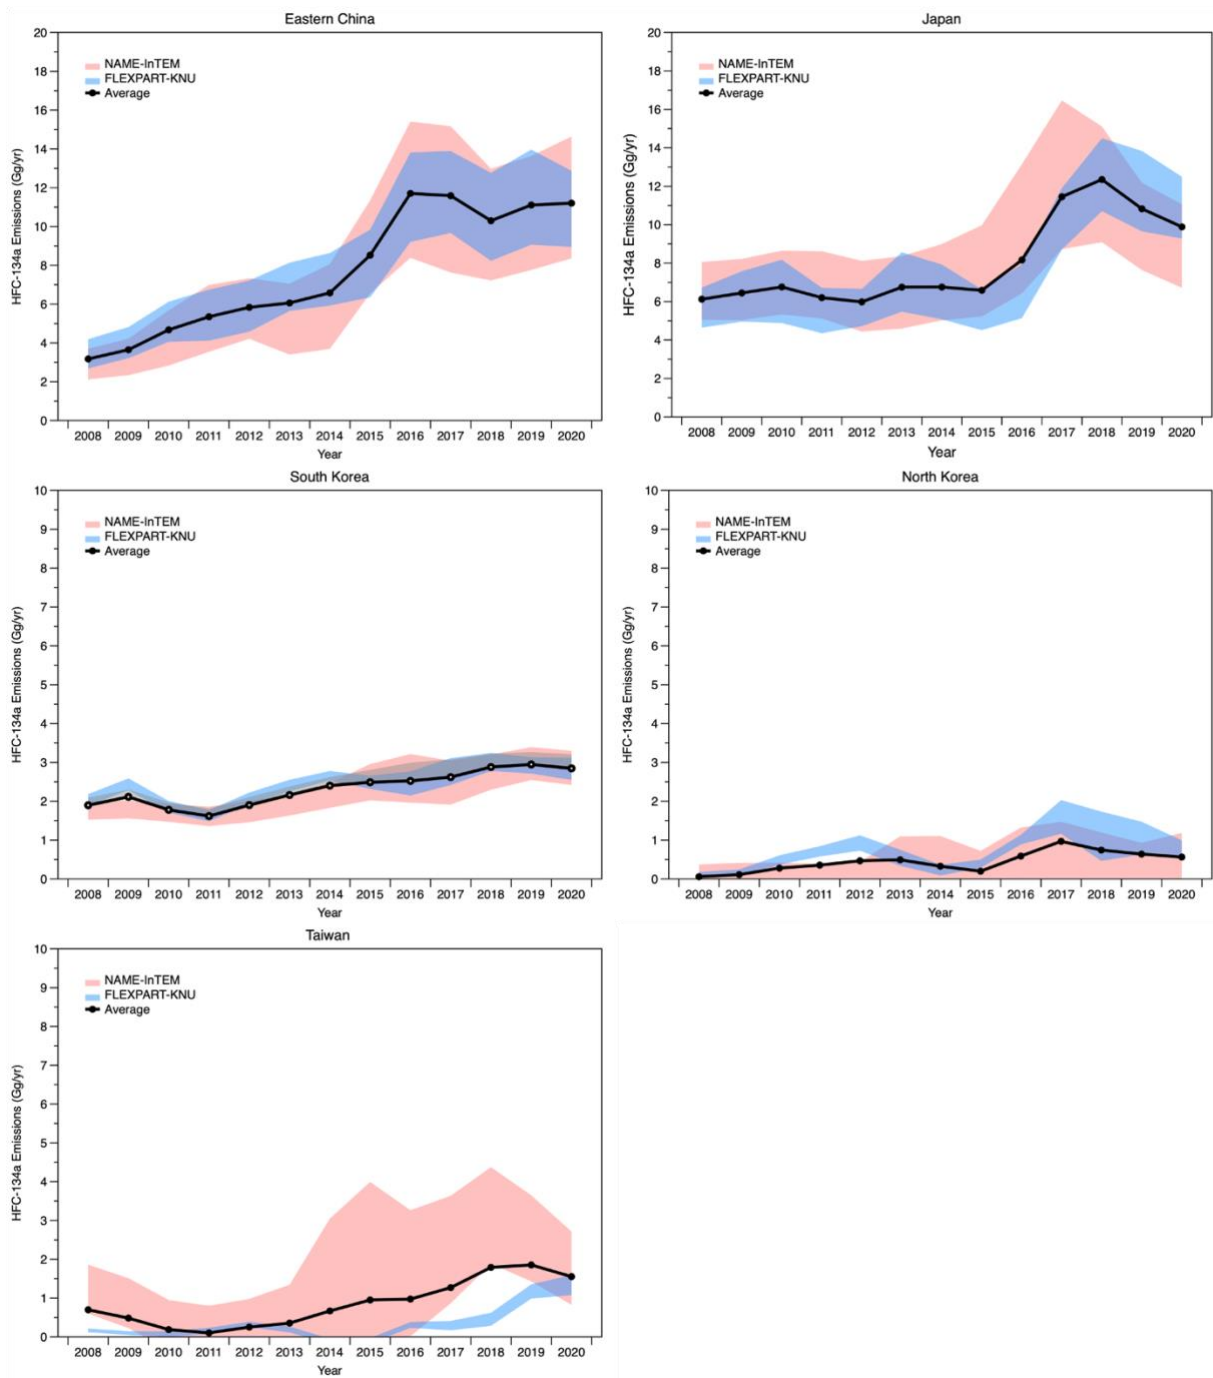 Eastern China
HFC-134a Emissions (Gg/yr)
20
18
16
14
12
10
8
6
4
2
0
NAME-InTEM
FLEXPART-KNU
Average
2008 2009 2010 2011 2012 2013 2014 2015 2016 2017 2018 2019 2020
Year
Japan
HFC-134a Emissions (Gg/yr)
20
18
16
14
12
10
8
6
4
2
0
NAME-InTEM
FLEXPART-KNU
Average
2008 2009 2010 2011 2012 2013 2014 2015 2016 2017 2018 2019 2020
Year
South Korea
HFC-134a Emissions (Gg/yr)
10
9
8
7
6
5
4
3
2
1
0
NAME-InTEM
FLEXPART-KNU
Average
2008 2009 2010 2011 2012 2013 2014 2015 2016 2017 2018 2019 2020
Year
North Korea
HFC-134a Emissions (Gg/yr)
10
9
8
7
6
5
4
3
2
1
0
NAME-InTEM
FLEXPART-KNU
Average
2008 2009 2010 2011 2012 2013 2014 2015 2016 2017 2018 2019 2020
Year
Taiwan
HFC-134a Emissions (Gg/yr)
10
9
8
7
6
5
4
3
2
1
0
NAME-InTEM
FLEXPART-KNU
Average
2008 2009 2010 2011 2012 2013 2014 2015 2016 2017 2018 2019 2020
Year